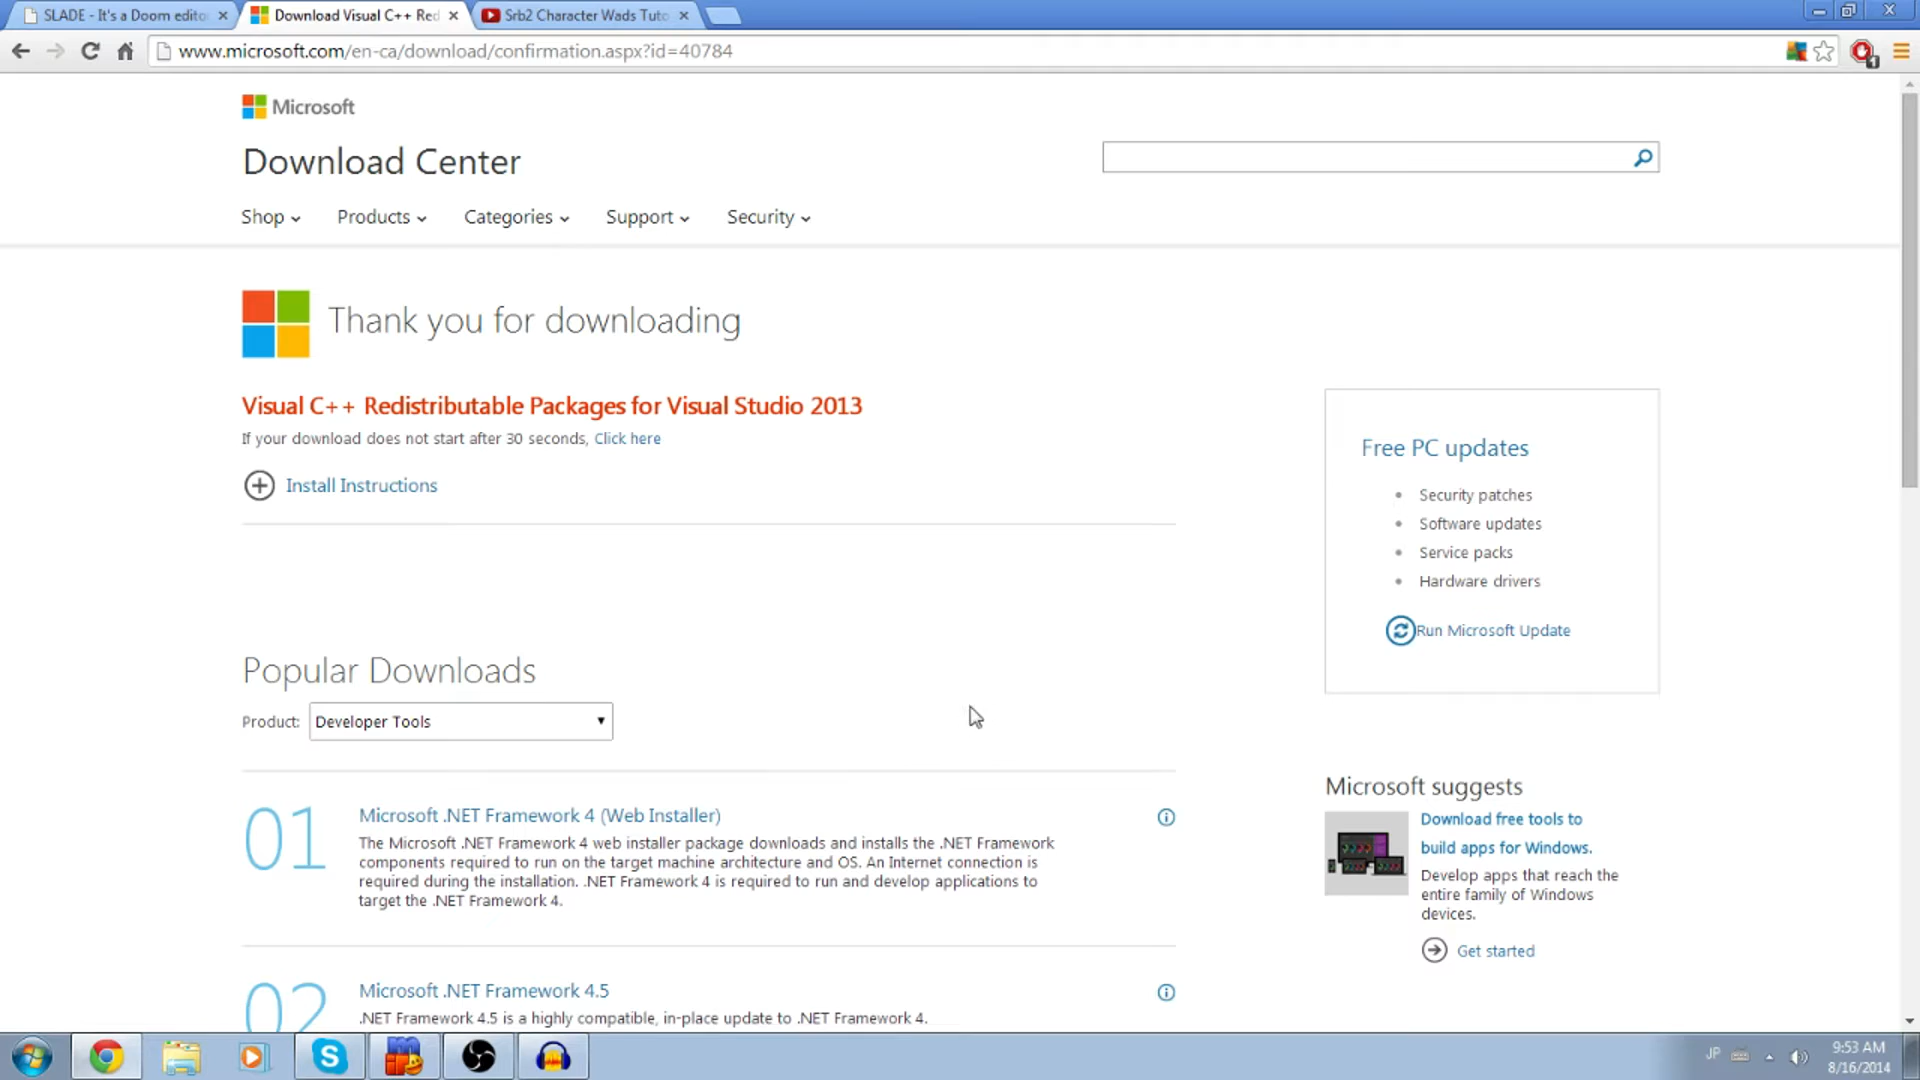 SLADE - It's a Doom edito
Download Visual C++ Red
Srb2 Character Wads Tuto
www.microsoft.com/en-ca/download/confirmation.aspx?id=40784
1
Microsoft
Download Center
Shop
Products
Categories
Support
Security
Thank you for downloading
Visual C++ Redistributable Packages for Visual Studio 2013
If your download does not start after 30 seconds, Click here
Install Instructions
Free PC updates
Security patches
Software updates
Service packs
Hardware drivers
Run Microsoft Update
Popular Downloads
Product: Developer Tools
01
Microsoft .NET Framework 4 (Web Installer)
The Microsoft .NET Framework 4 web installer package downloads and installs the .NET Framework
components required to run on the target machine architecture and OS. An Internet connection is
required during the installation. .NET Framework 4 is required to run and develop applications to
target the .NET Framework 4.
Microsoft suggests
Download free tools to
build apps for Windows.
Develop apps that reach the
entire family of Windows
devices.
Get started
02
Microsoft .NET Framework 4.5
.NET Framework 4.5 is a highly compatible, in-place update to .NET Framework 4.
JP
9:53 AM
8/16/2014